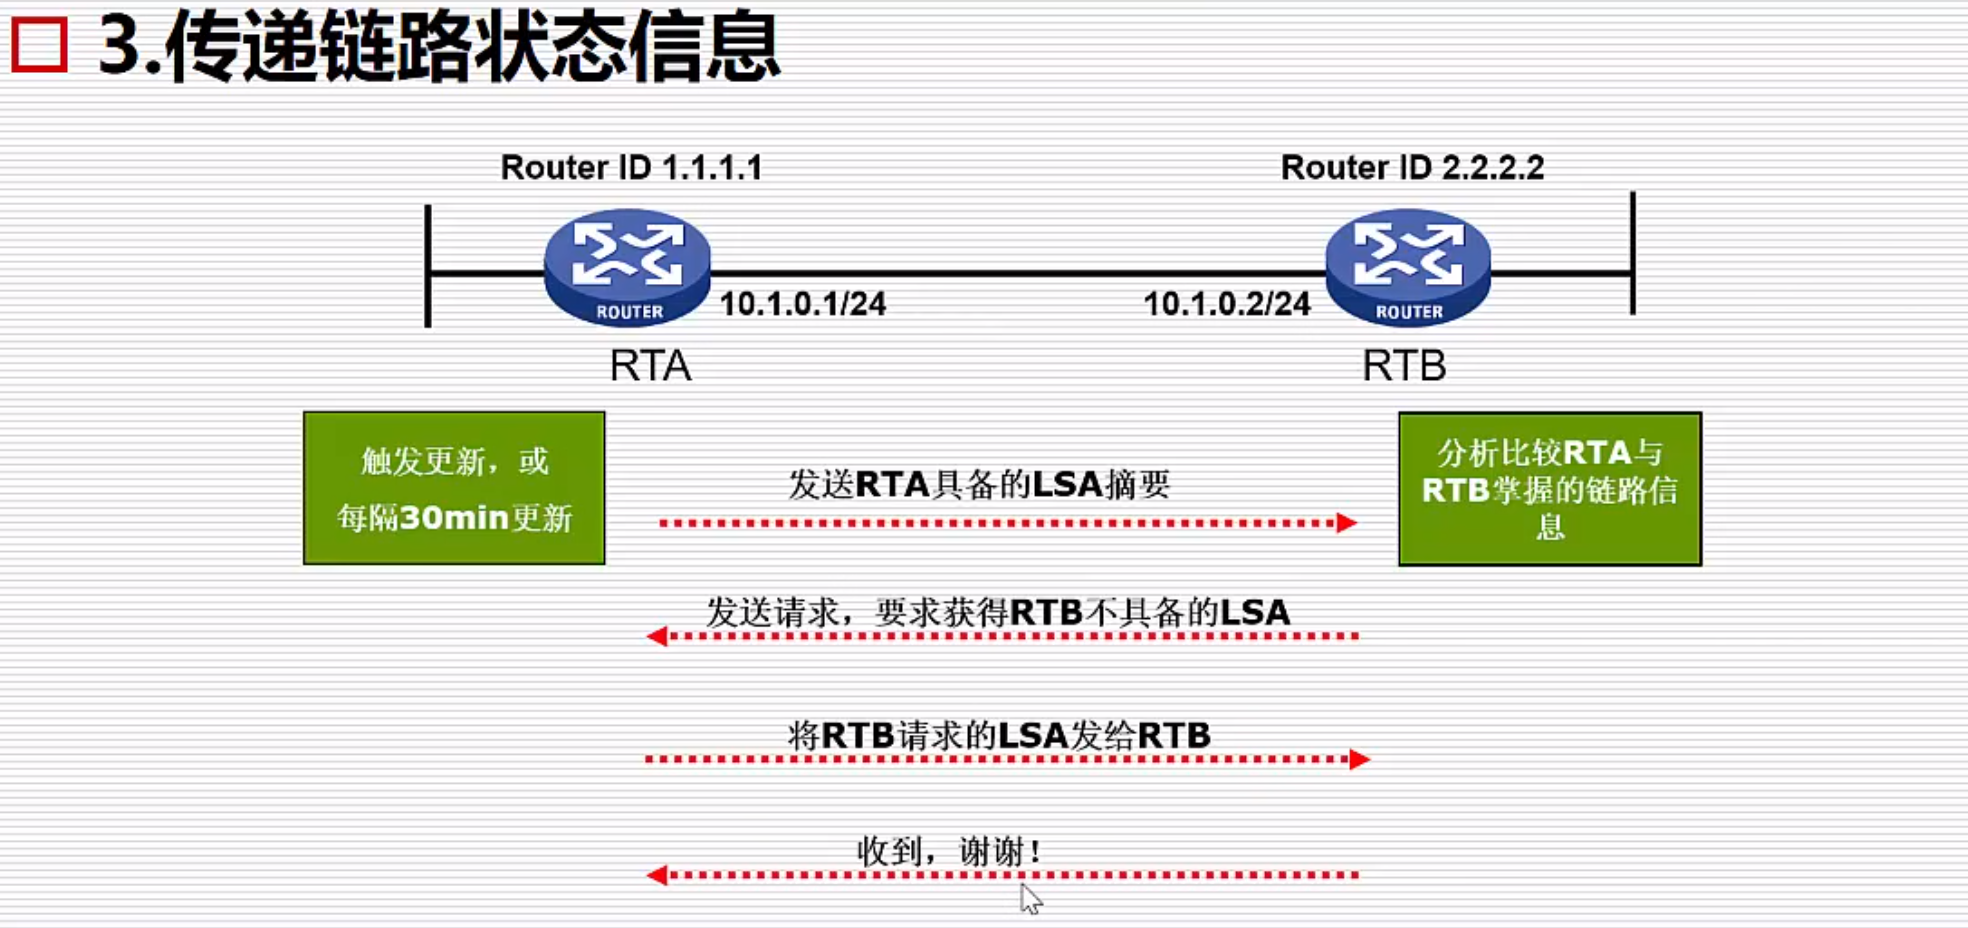 3.传递链路状态信息
Router ID 1.1.1.1
Router ID 2.2.2.2
ROUTER
ROUTER
10.1.0.1/24
10.1.0.2/24
RTA
RTB
触发更新，或
每隔30min更新
发送RTA具备的LSA摘要
分析比较RTA与
RTB掌握的链路信
息
发送请求，要求获得RTB不具备的LSA
将RTB请求的LSA发给RTB
收到，谢谢！